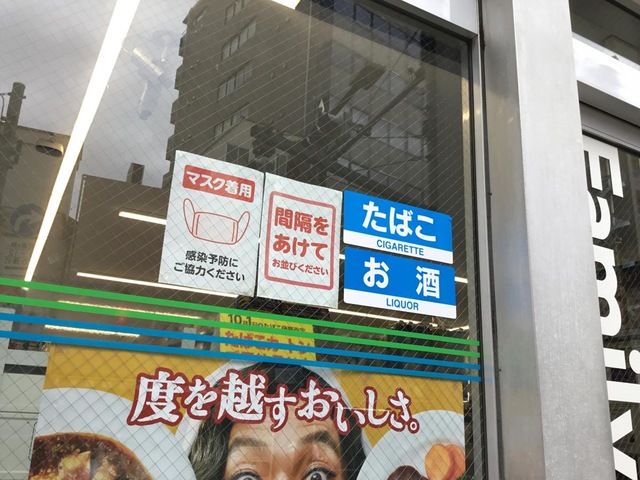 マスク着用
感染予防に
ご協力ください
間隔を
あけて
お並びください
たばこ
CIGARETTE
お酒
LIQUOR
度を越すおいしさ。
Family